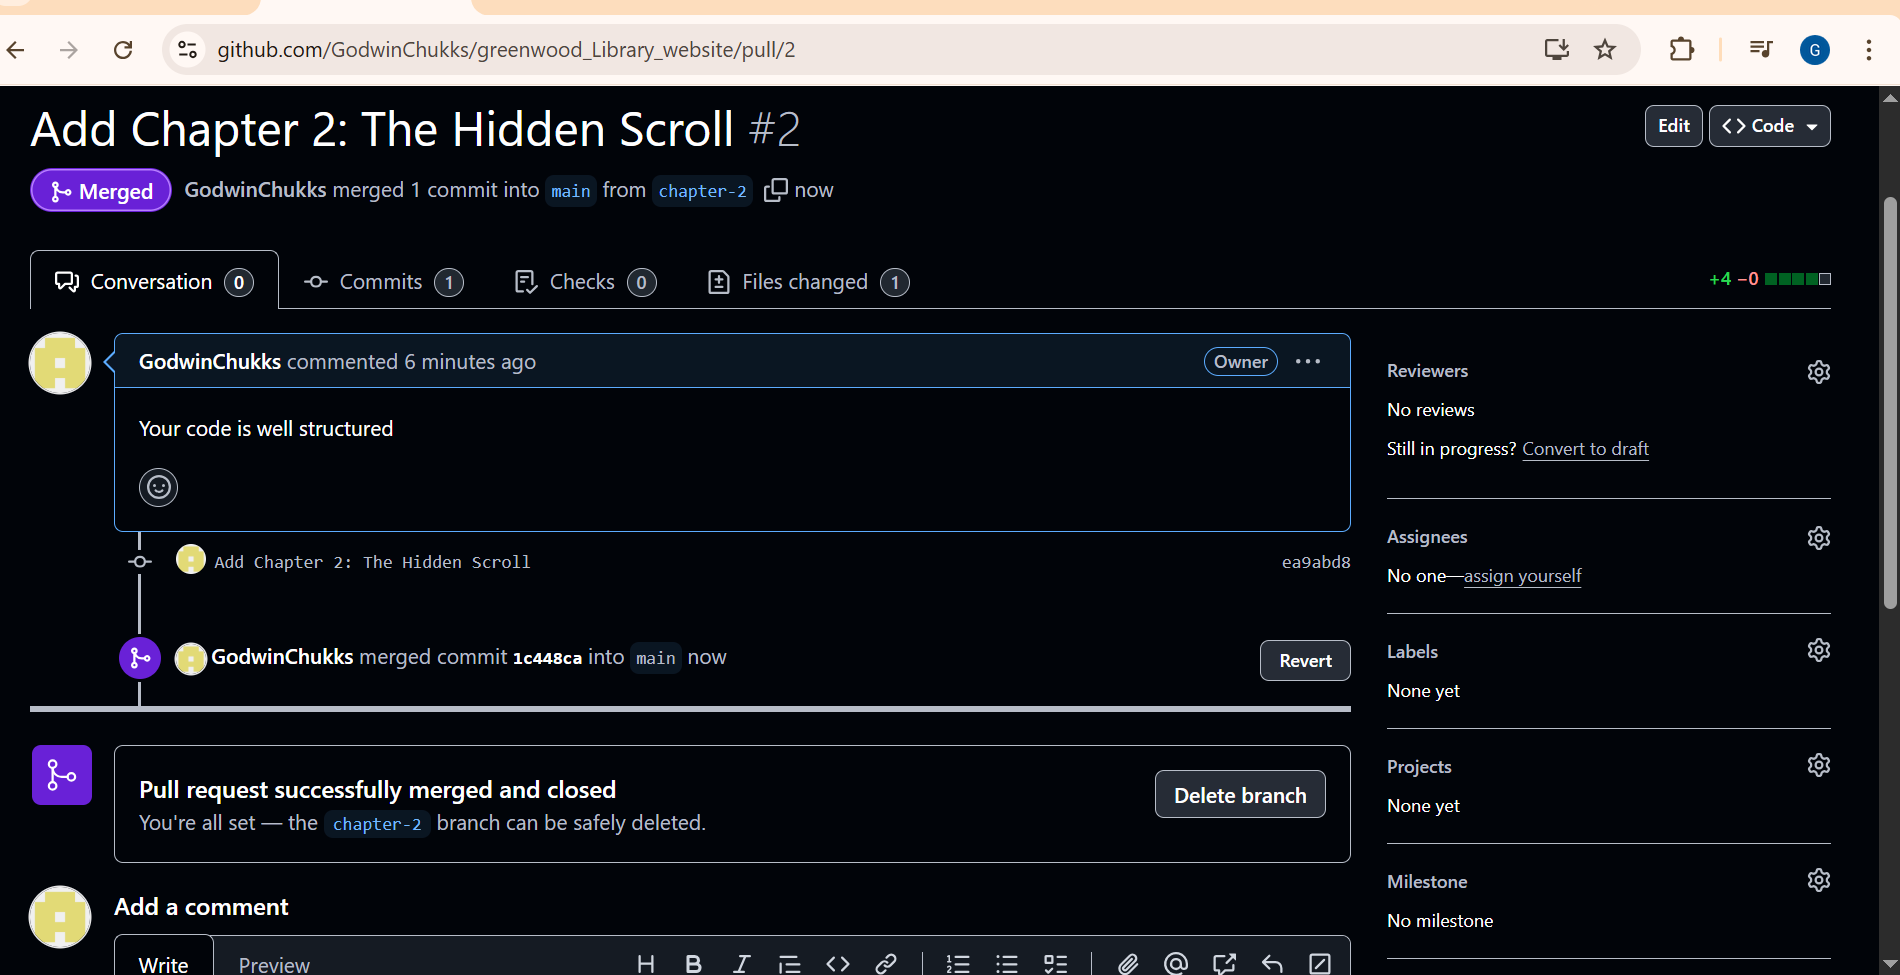 github.com/GodwinChukks/greenwood_Library_website/pull/2
G
Add Chapter 2: The Hidden Scroll #2
Edit
Code
Merged
GodwinChukks merged 1 commit into main from chapter-2 now
Conversation 0
Commits 1
Checks 0
Files changed 1
+4 −0
GodwinChukks commented 6 minutes ago
Owner
Your code is well structured
Add Chapter 2: The Hidden Scroll
ea9abd8
GodwinChukks merged commit 1c448ca into main now
Revert
Pull request successfully merged and closed
You're all set — the chapter-2 branch can be safely deleted.
Delete branch
Add a comment
Write
Preview
Reviewers
No reviews
Still in progress? Convert to draft
Assignees
No one—assign yourself
Labels
None yet
Projects
None yet
Milestone
No milestone